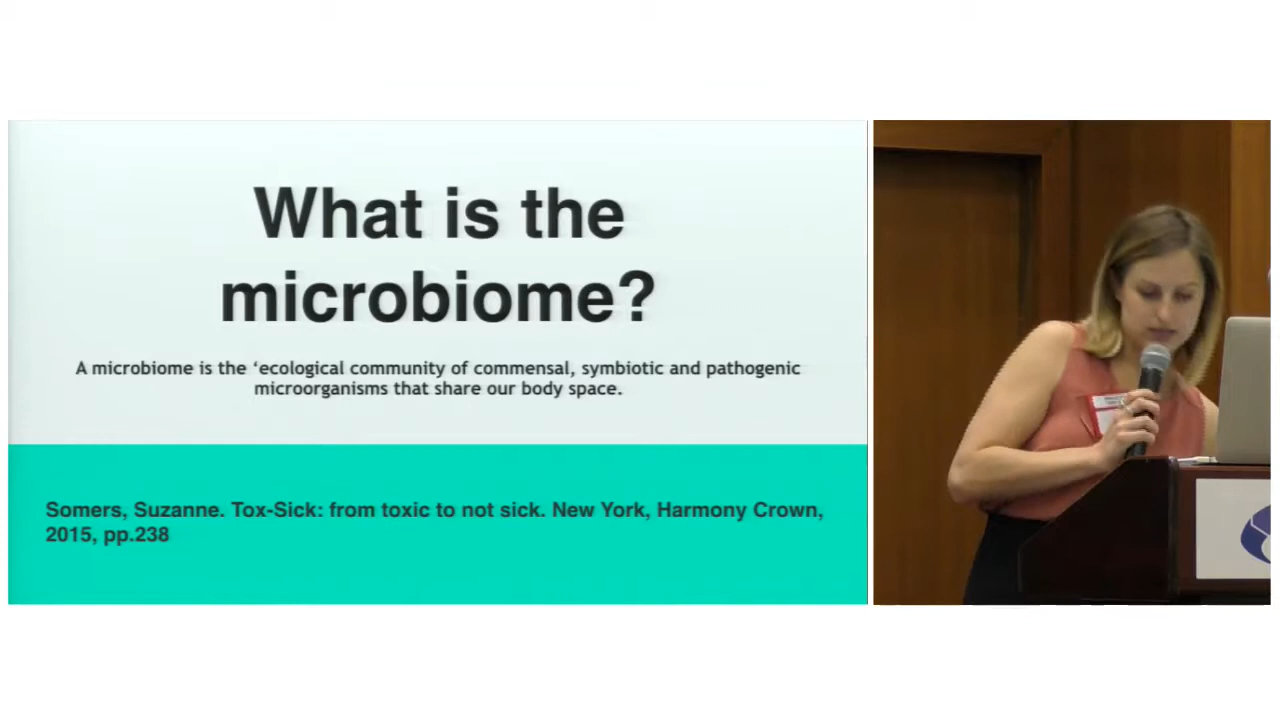 What is the
microbiome?
A microbiome is the ‘ecological community of commensal, symbiotic and pathogenic
microorganisms that share our body space.
Somers, Suzanne. Tox-Sick: from toxic to not sick. New York, Harmony Crown,
2015, pp.238